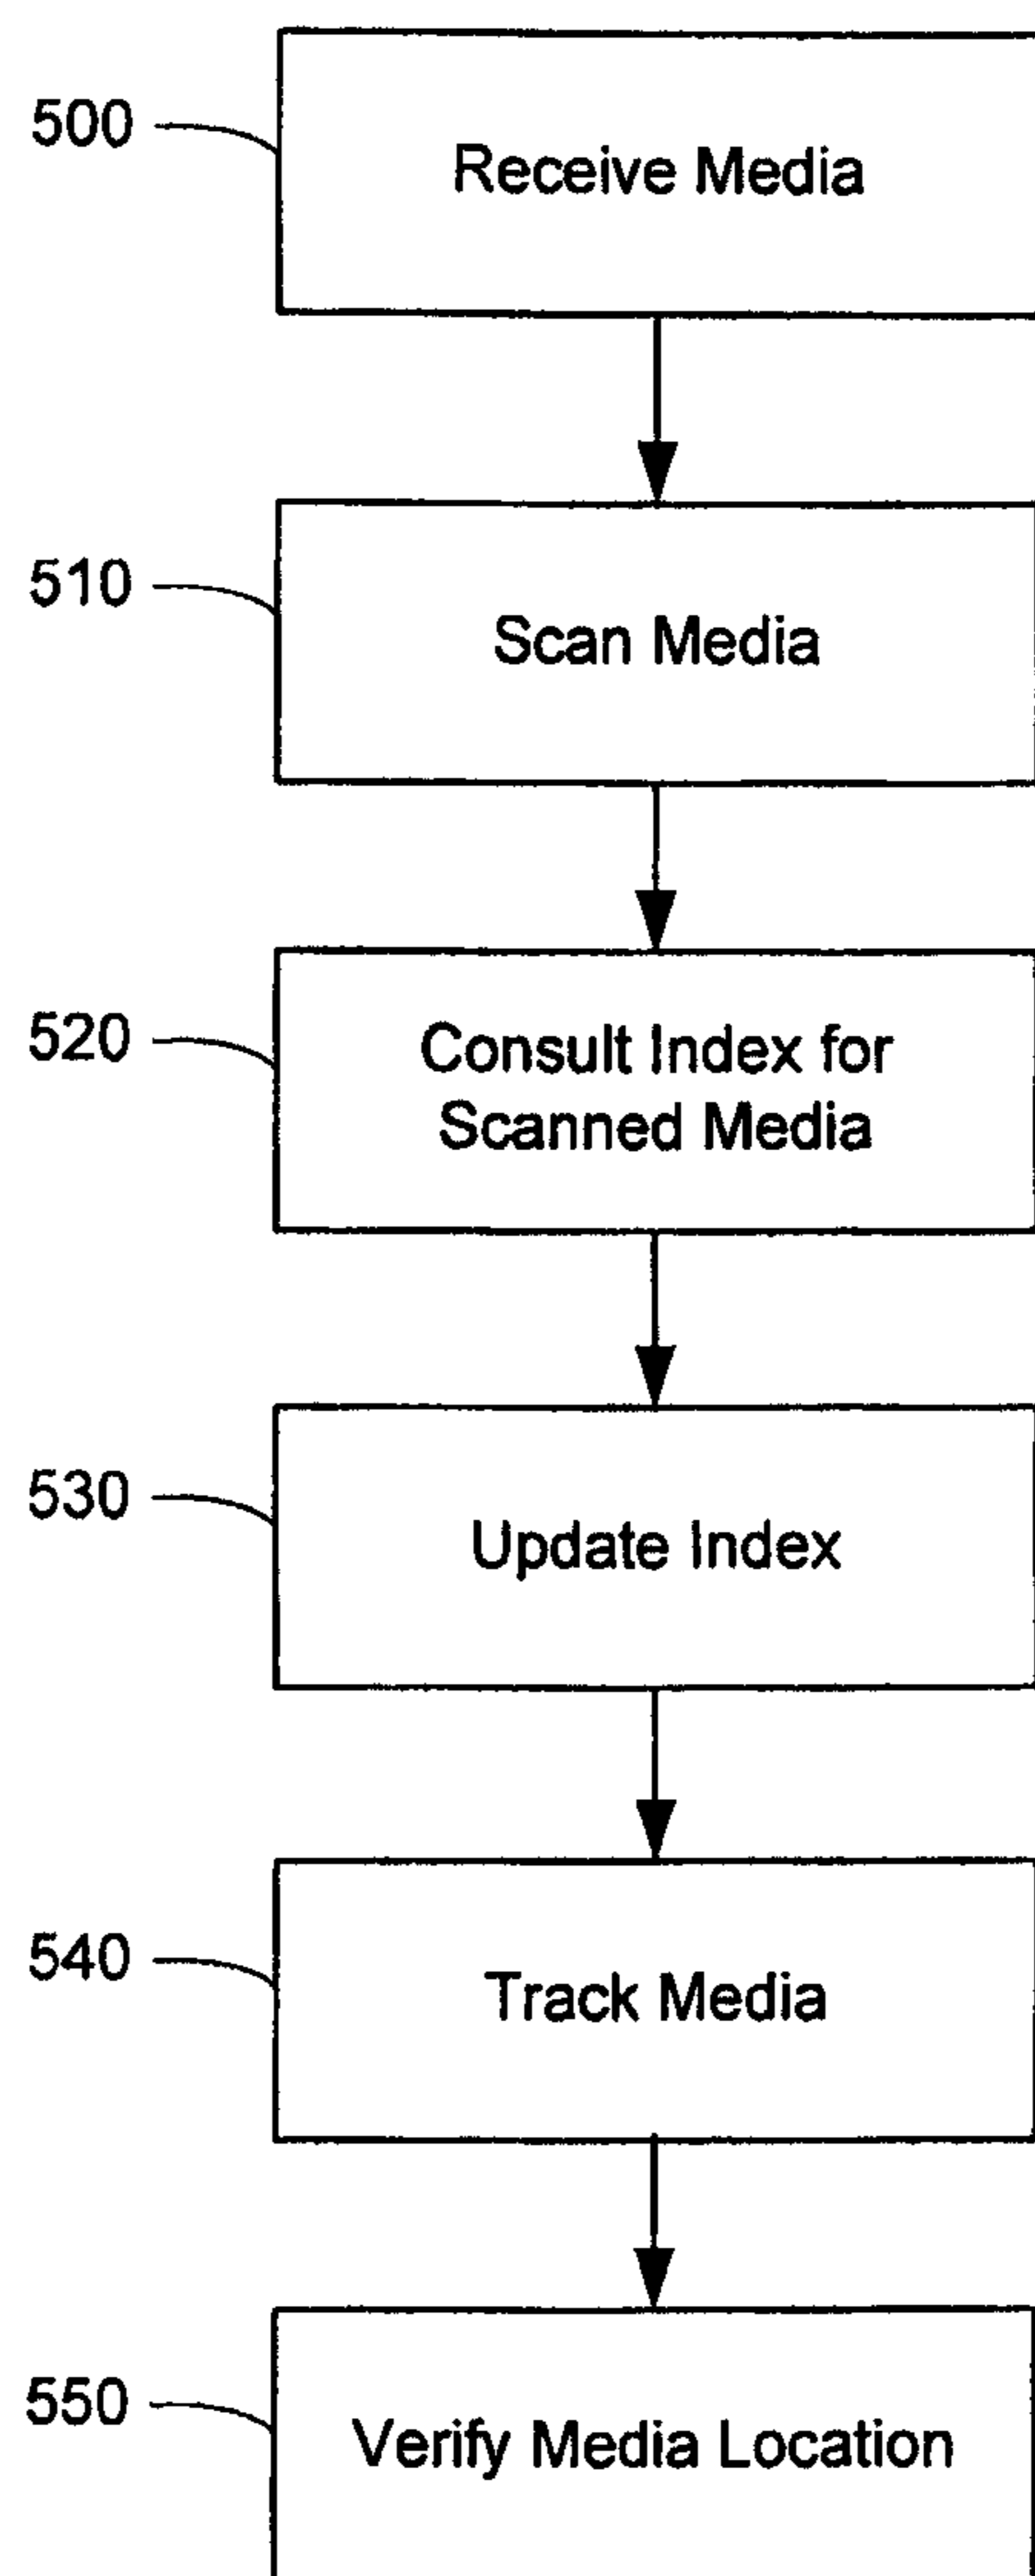 500
Receive Media
510
Scan Media
520
Consult Index for
Scanned Media
530
Update Index
540
Track Media
550
Verify Media Location